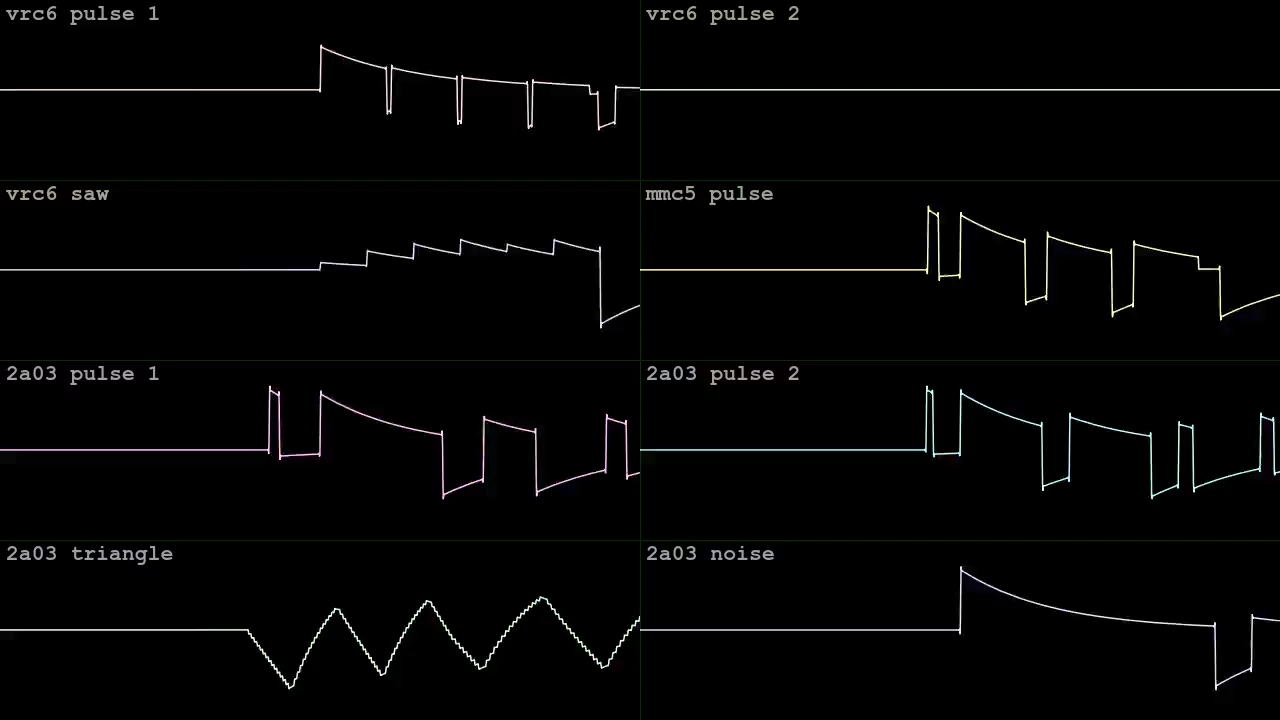 vrc6 pulse 1
vrc6 pulse 2
vrc6 saw
mmc5 pulse
2a03 pulse 1
2a03 pulse 2
2a03 triangle
2a03 noise